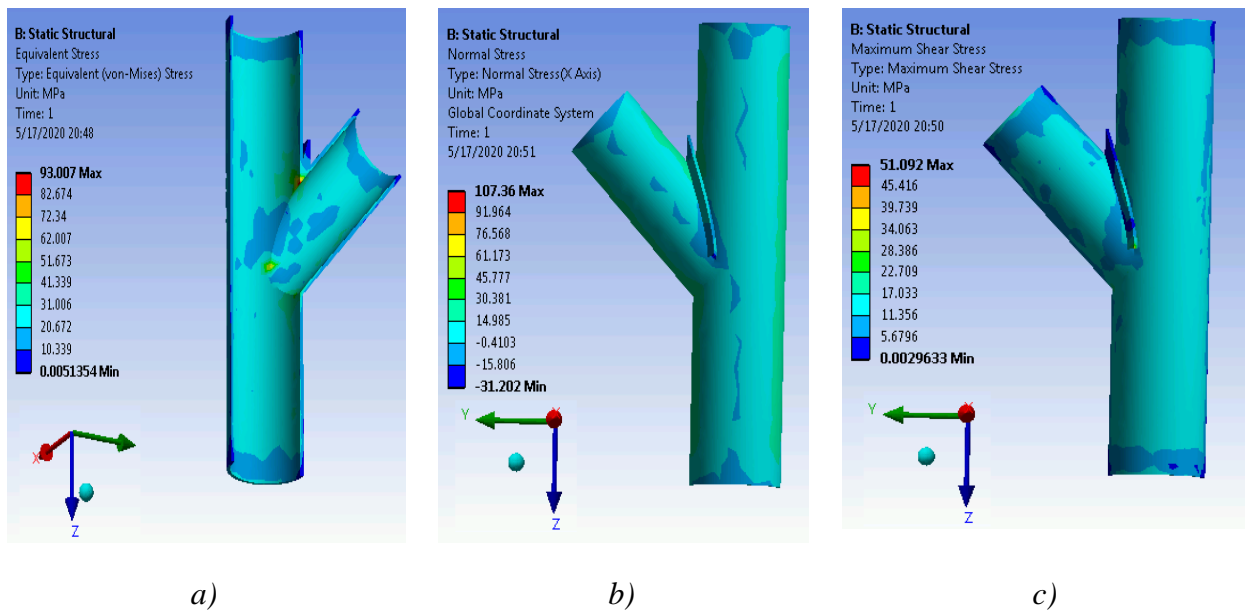 B: Static Structural
Equivalent Stress
Type: Equivalent (von-Mises) Stress
Unit: MPa
Time: 1
5/17/2020 20:48
93.007 Max
82.674
72.34
62.007
51.673
41.339
31.006
20.672
10.339
0.0051354 Min
X
Z
B: Static Structural
Normal Stress
Type: Normal Stress(X Axis)
Unit: MPa
Global Coordinate System
Time: 1
5/17/2020 20:51
107.36 Max
91.964
76.568
61.173
45.777
30.381
14.985
-0.4103
-15.806
-31.202 Min
Y
X
Z
B: Static Structural
Maximum Shear Stress
Type: Maximum Shear Stress
Unit: MPa
Time: 1
5/17/2020 20:50
51.092 Max
45.416
39.739
34.063
28.386
22.709
17.033
11.356
5.6796
0.0029633 Min
Y
X
Z
a)
b)
c)